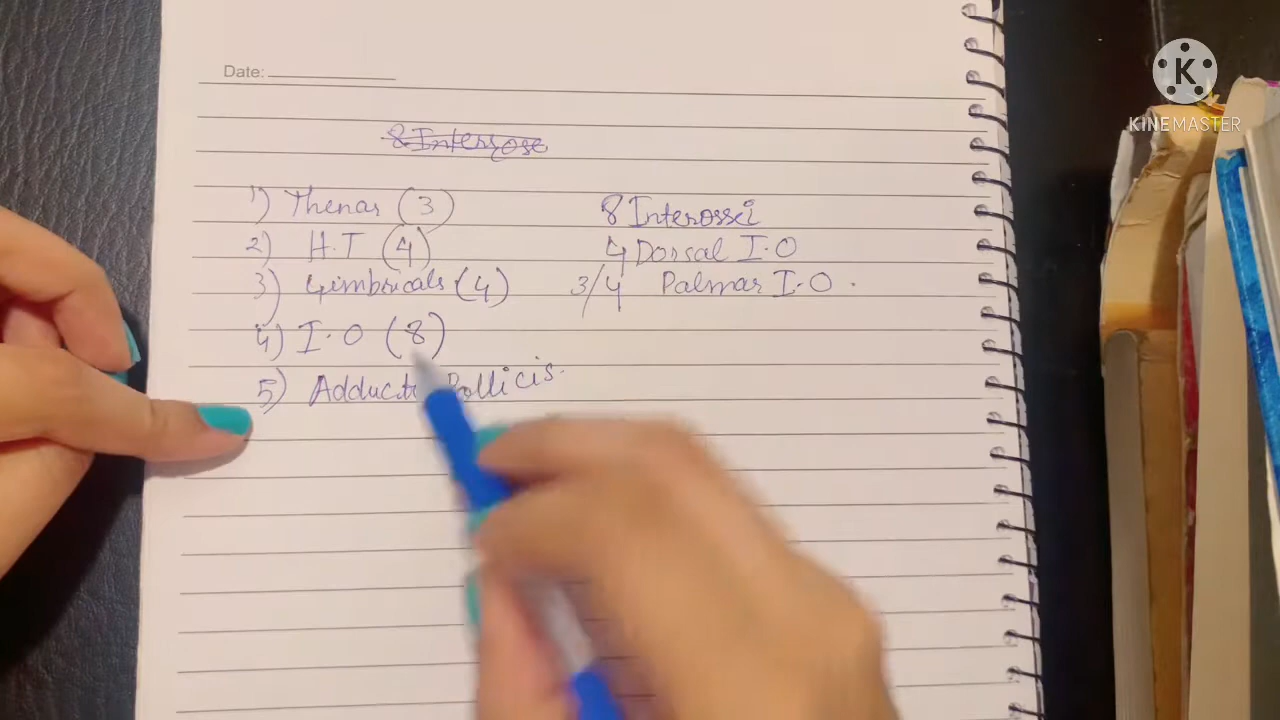 Date:
8 Interose
1) Thenar (3)
2) H.T (4)
3) Lumbricals (4)
4) I.O (8)
5) Adductor Pollicis.
8 Interossei
4 Dorsal I.O
3/4 Palmar I.O.
K
KINEMASTER